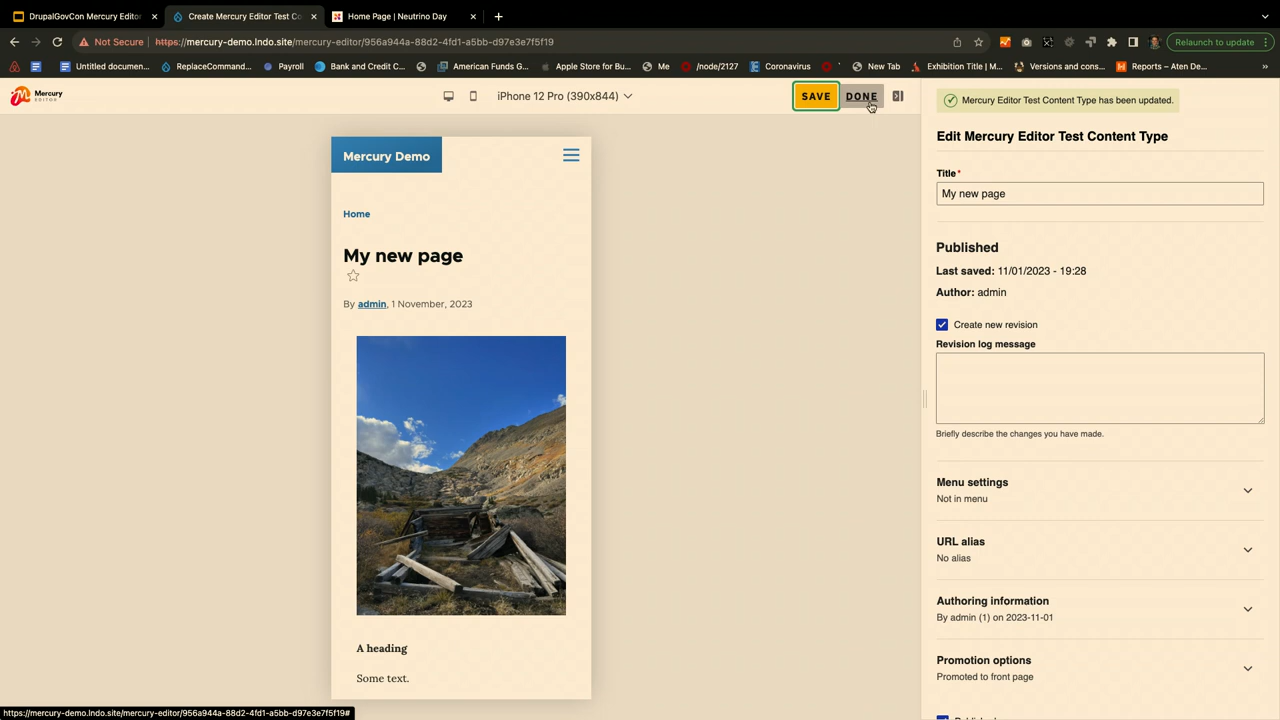 DrupalGovCon Mercury Editor
Create Mercury Editor Test Co
Home Page | Neutrino Day
Not Secure
https://mercury-demo.lndo.site/mercury-editor/956a944a-88d2-4fd1-a5bb-d97e3e7f5f19
Relaunch to update
Untitled documen...
ReplaceCommand...
Payroll
Bank and Credit C...
American Funds G...
Apple Store for Bu...
Me
/node/2127
Coronavirus
New Tab
Exhibition Title | M...
Versions and cons...
Reports – Aten De...
»
Mercury
EDITOR
iPhone 12 Pro (390x844)
SAVE
DONE
Mercury Demo
Home
My new page
By admin, 1 November, 2023
A heading
Some text.
Mercury Editor Test Content Type has been updated.
Edit Mercury Editor Test Content Type
Title*
My new page
Published
Last saved: 11/01/2023 - 19:28
Author: admin
Create new revision
Revision log message
Briefly describe the changes you have made.
Menu settings
Not in menu
URL alias
No alias
Authoring information
By admin (1) on 2023-11-01
Promotion options
Promoted to front page
https://mercury-demo.lndo.site/mercury-editor/956a944a-88d2-4fd1-a5bb-d97e3e7f5f19#